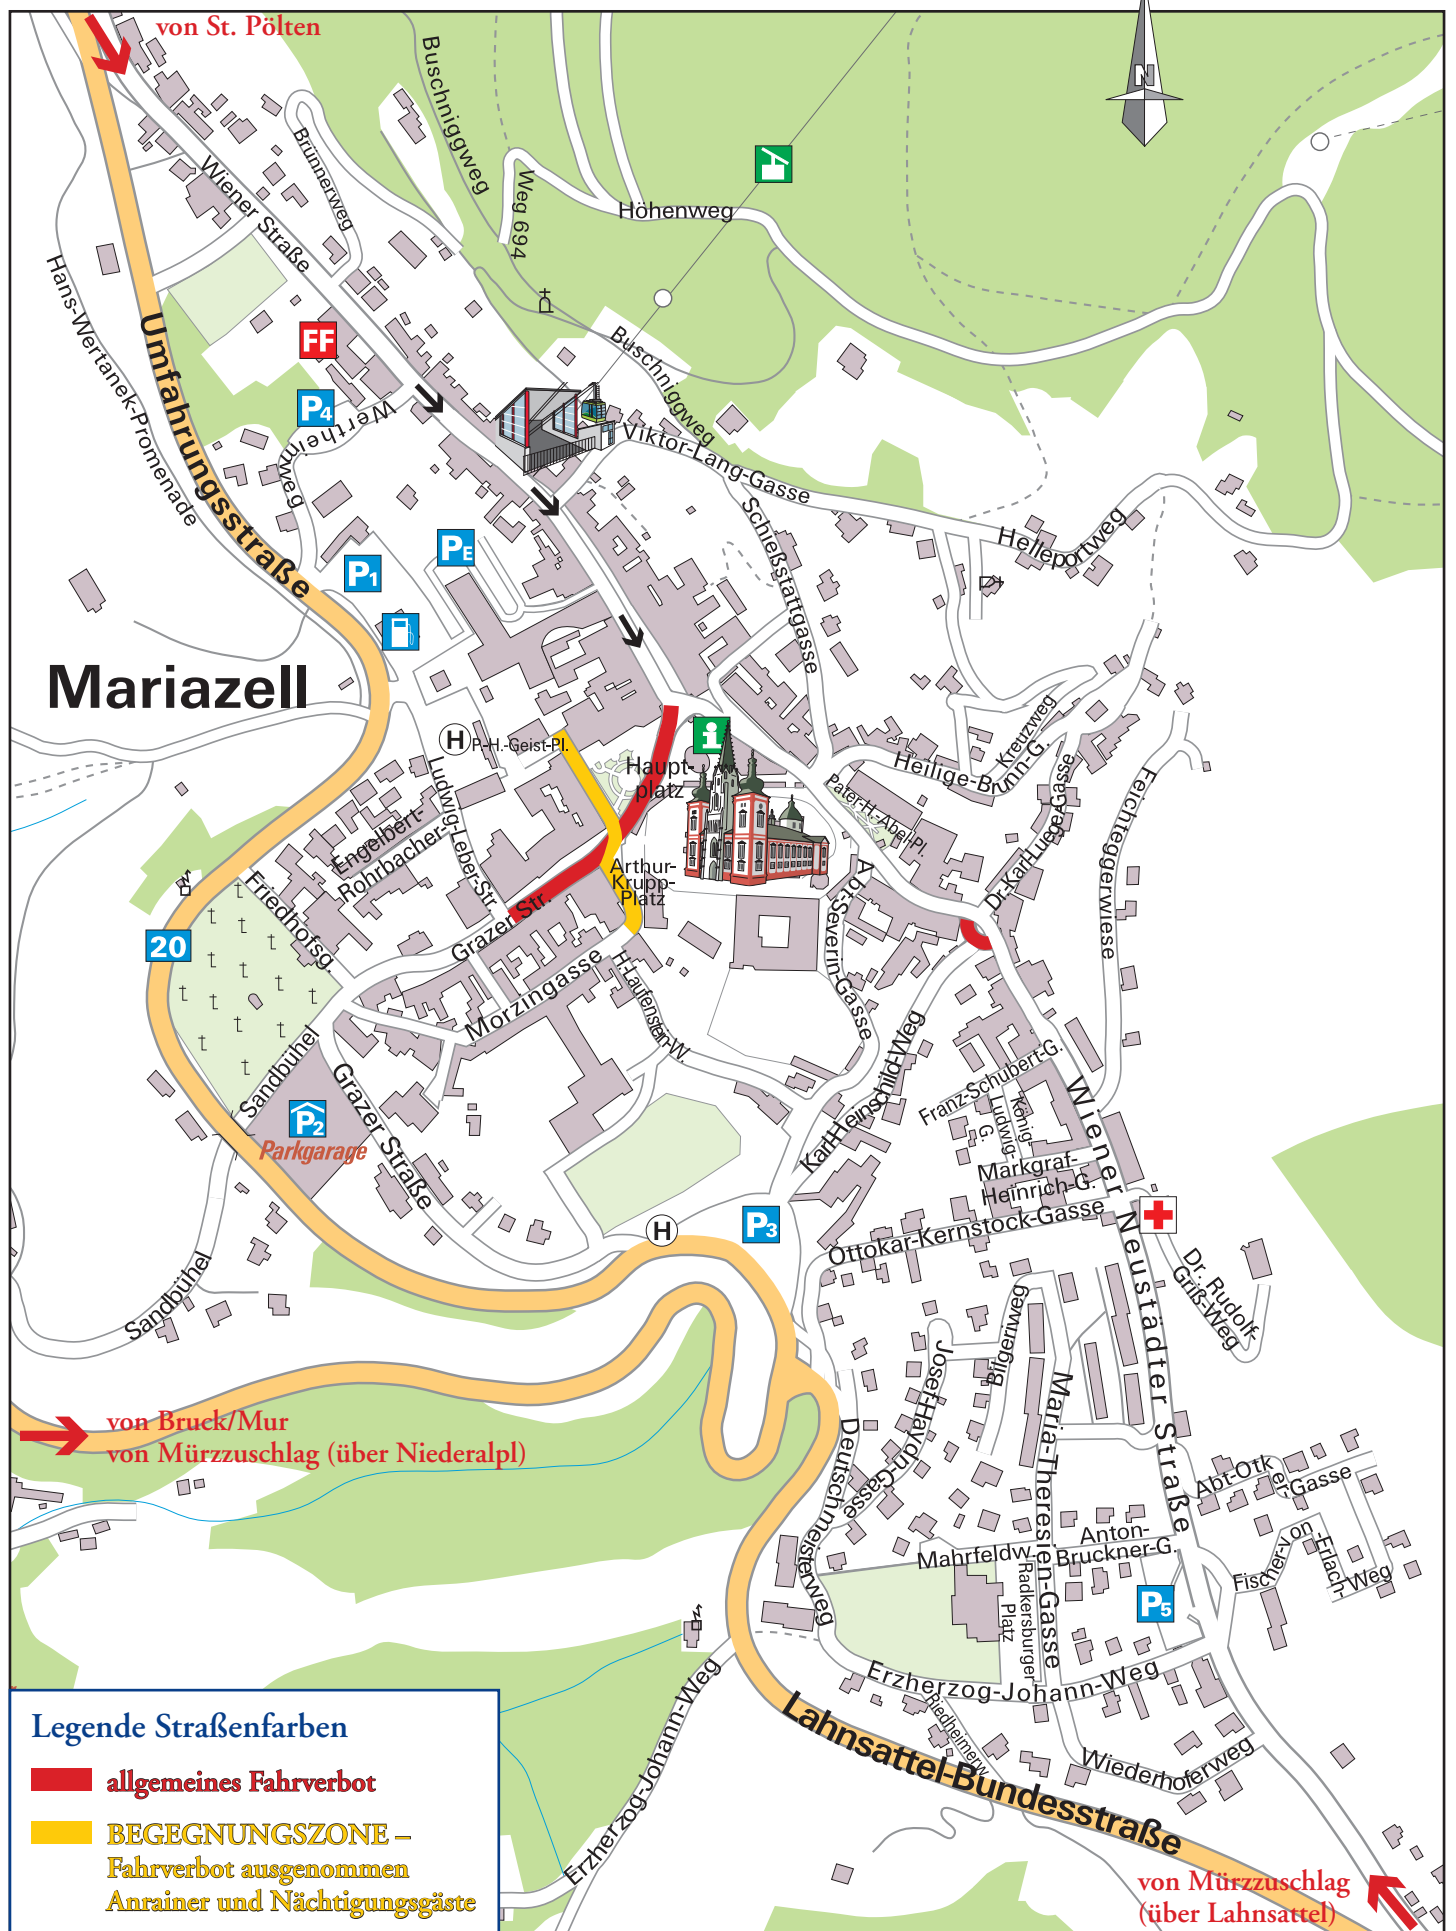 von St. Pölten
N
Buschniggweg
Brünnerweg
Wiener Straße
Weg 694
Höhenweg
Hans-Wertanek-Promenade
Umfahrungsstraße
FF
P4
Wertheimweg
Buschniggweg
Viktor-Lang-Gasse
Schießstattgasse
Helleportweg
PE
P1
Mariazell
H
P.-H.-Geist-Pl.
i
Haupt-
platz
Kreuzweg
Heilige-Brunn-G.
Pater-H.-Abel-Pl.
Dr-Karl-Lueger-Gasse
Feichteggerwiese
Ludwig-Leber-Str.
Engelbert-
Rohrbacher-
Arthur-
Krupp-
Platz
Abt-Severin-Gasse
Friedhofsg.
Grazer Str.
20
Morzingasse
H-Laufenstein-W.
Sandbühel
Grazer Straße
P2
Parkgarage
Karl-Heinschild-Weg
Franz-Schubert-G.
König-
Ludwig-
G.
Markgraf-
Heinrich-G.
Wiener Neustädter Straße
H
P3
Ottokar-Kernstock-Gasse
Dr. Rudolf-
Griß-Weg
Sandbühel
Bilgeriweg
Josef-Haydn-Gasse
Maria-Theresien-Gasse
Deutschmeisterweg
von Bruck/Mur
von Mürzzuschlag (über Niederalpl)
Abt-Otker-Gasse
Anton-
Bruckner-G.
Mahrfeldw.
Radkersburger
Platz
Fischer-von-Erlach-Weg
P5
Erzherzog-Johann-Weg
Riedheimerw.
Wiederhoferweg
Erzherzog-Johann-Weg
Lahnsattel-Bundesstraße
von Mürzzuschlag
(über Lahnsattel)
Legende Straßenfarben
allgemeines Fahrverbot
BEGEGNUNGSZONE –
Fahrverbot ausgenommen
Anrainer und Nächtigungsgäste